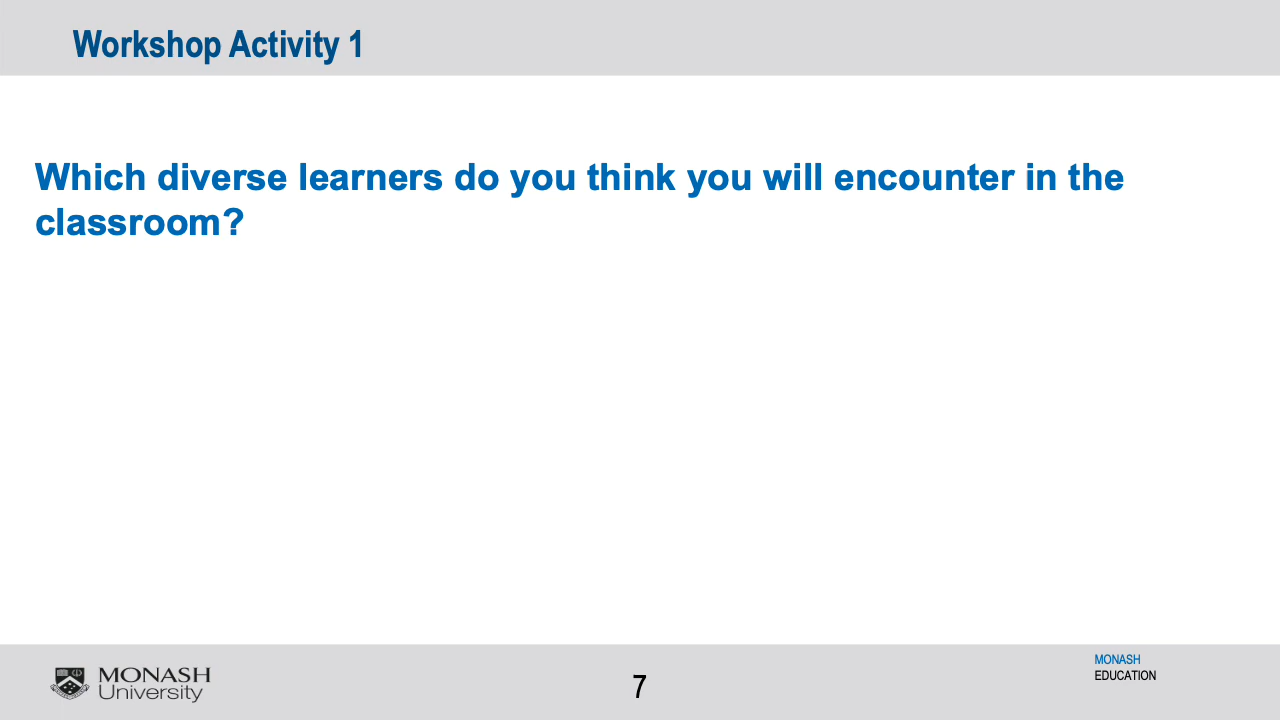 Workshop Activity 1
Which diverse learners do you think you will encounter in the
classroom?
MONASH
University
7
MONASH
EDUCATION